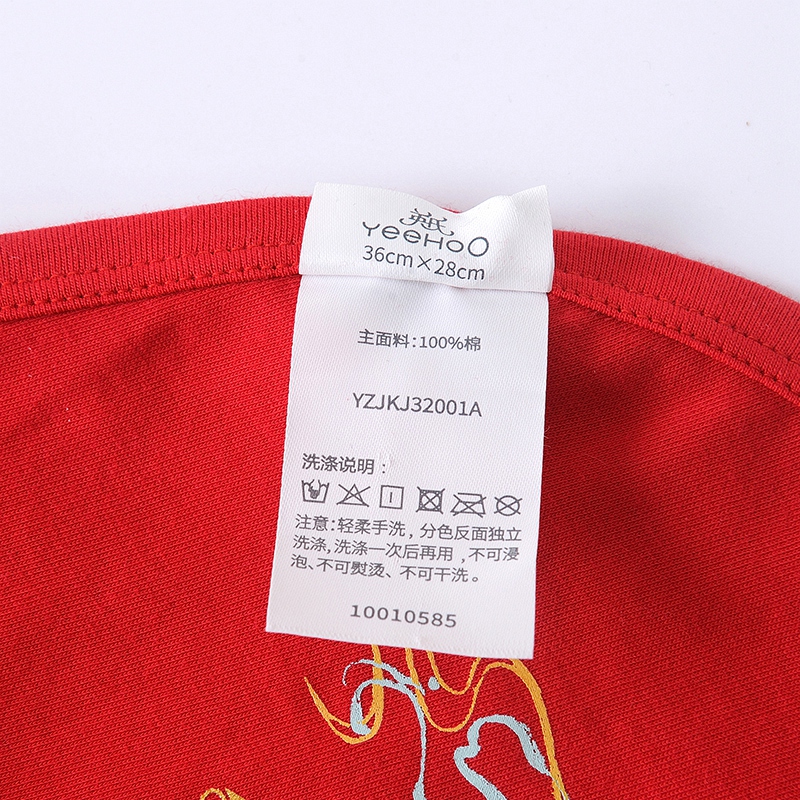 英氏
YeeHoO
36cm×28cm
主面料:100%棉
YZJKJ32001A
洗涤说明:
注意:轻柔手洗,分色反面独立
洗涤,洗涤一次后再用,不可浸
泡、不可熨烫、不可干洗。
10010585